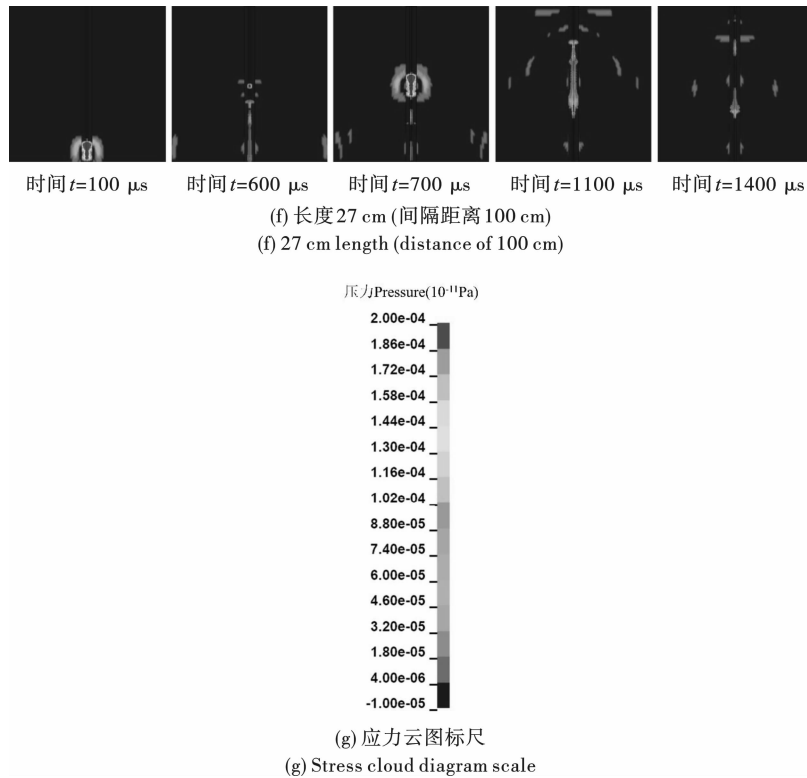 时间t=100 μs 时间t=600 μs 时间t=700 μs 时间t=1100 μs 时间t=1400 μs
(f) 长度27 cm (间隔距离100 cm)
(f) 27 cm length (distance of 100 cm)
压力Pressure(10⁻¹¹Pa)
2.00e-04
1.86e-04
1.72e-04
1.58e-04
1.44e-04
1.30e-04
1.16e-04
1.02e-04
8.80e-05
7.40e-05
6.00e-05
4.60e-05
3.20e-05
1.80e-05
4.00e-06
-1.00e-05
(g) 应力云图标尺
(g) Stress cloud diagram scale